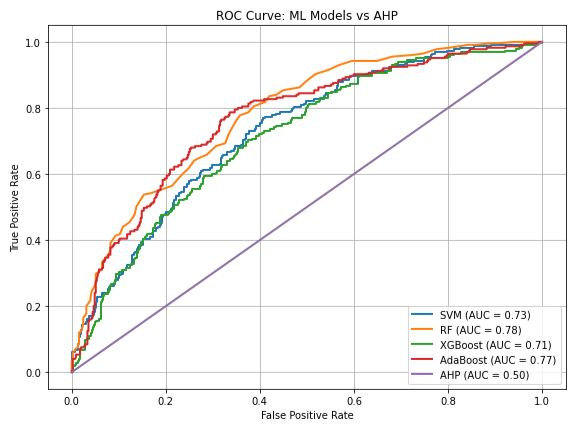 ROC Curve: ML Models vs AHP
True Positive Rate
1.0
0.8
0.6
0.4
0.2
0.0
SVM (AUC = 0.73)
RF (AUC = 0.78)
XGBoost (AUC = 0.71)
AdaBoost (AUC = 0.77)
AHP (AUC = 0.50)
0.0 0.2 0.4 0.6 0.8 1.0
False Positive Rate